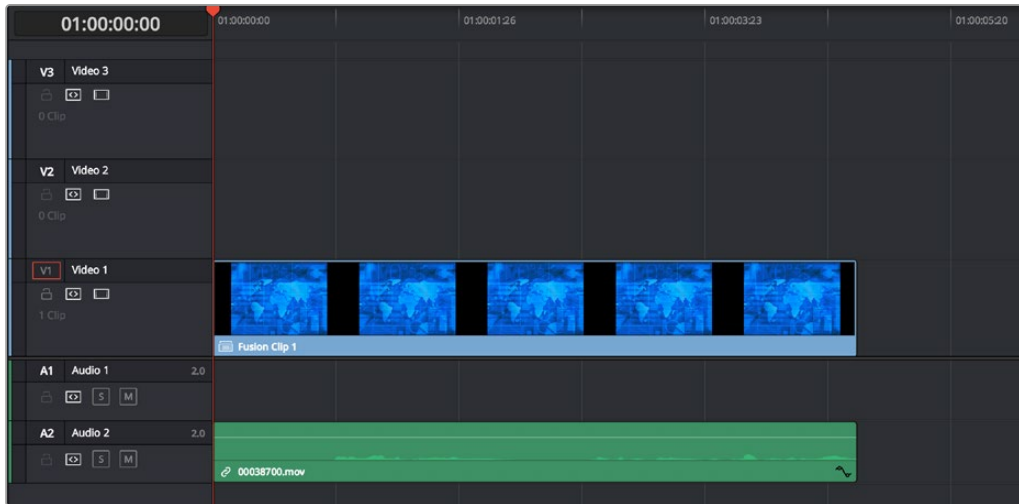 01:00:00:00
01:00:00:00 01:00:01:26 01:00:03:23 01:00:05:20
V3 Video 3
0 Clip
V2 Video 2
0 Clip
V1 Video 1
1 Clip
Fusion Clip 1
A1 Audio 1 2.0
S M
A2 Audio 2 2.0
S M
00038700.mov